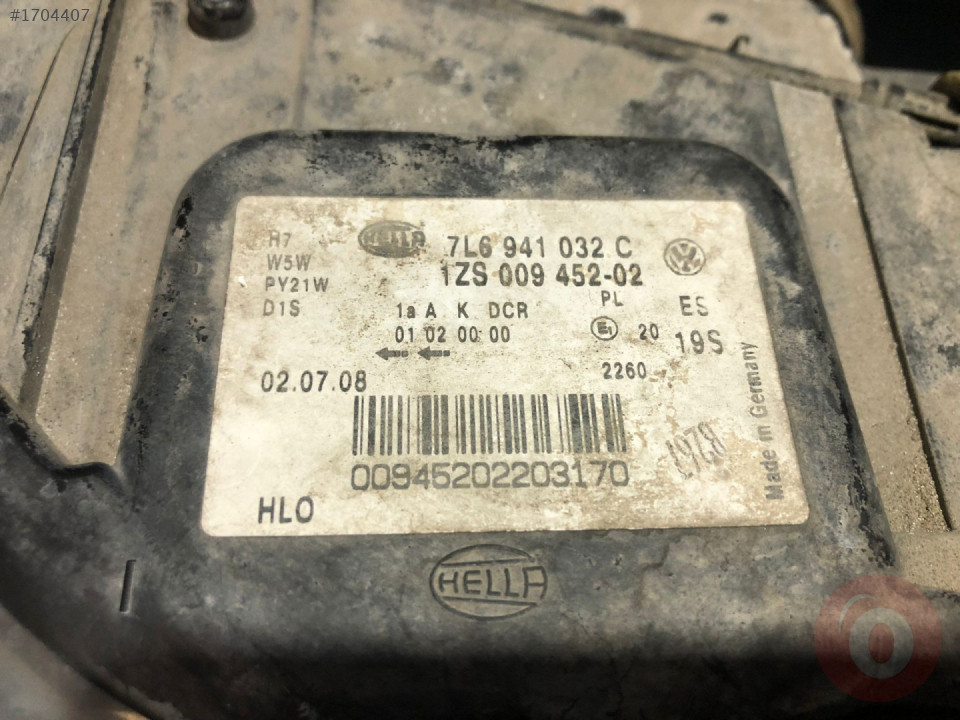 #1704407
H7
W5W
PY21W
D1S
HELLA
7L6 941 032 C
1ZS 009 452-02
1a A K DCR
01 02 00 00
PL
E1 20
2260
ES
19S
02.07.08
00945202203170
HLO
Made in Germany
HELLA